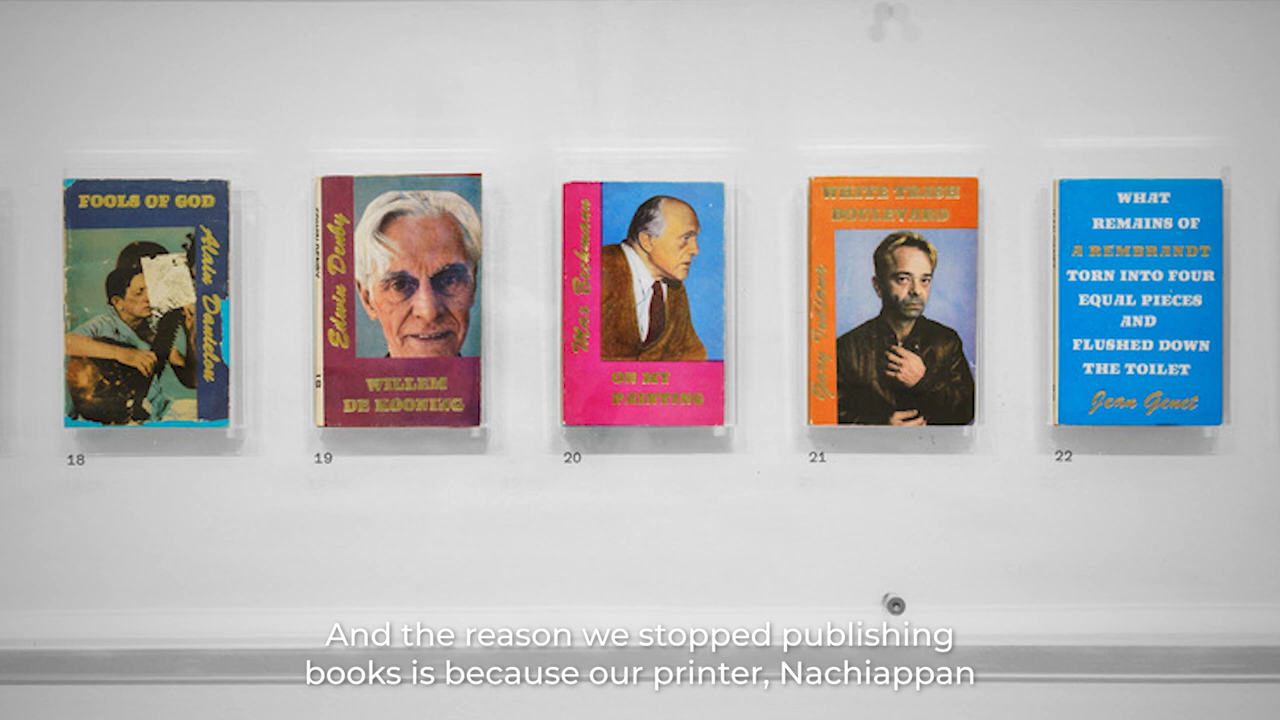 FOOLS OF GOD
Alain Danielou
18
Edwin Denby
WILLEM
DE KOONING
19
Max Beckmann
ON MY
PAINTING
20
WHITE TRASH
BOULEVARD
21
WHAT
REMAINS OF
A REMBRANDT
TORN INTO FOUR
EQUAL PIECES
AND
FLUSHED DOWN
THE TOILET
Jean Genet
22
And the reason we stopped publishing
books is because our printer, Nachiappan